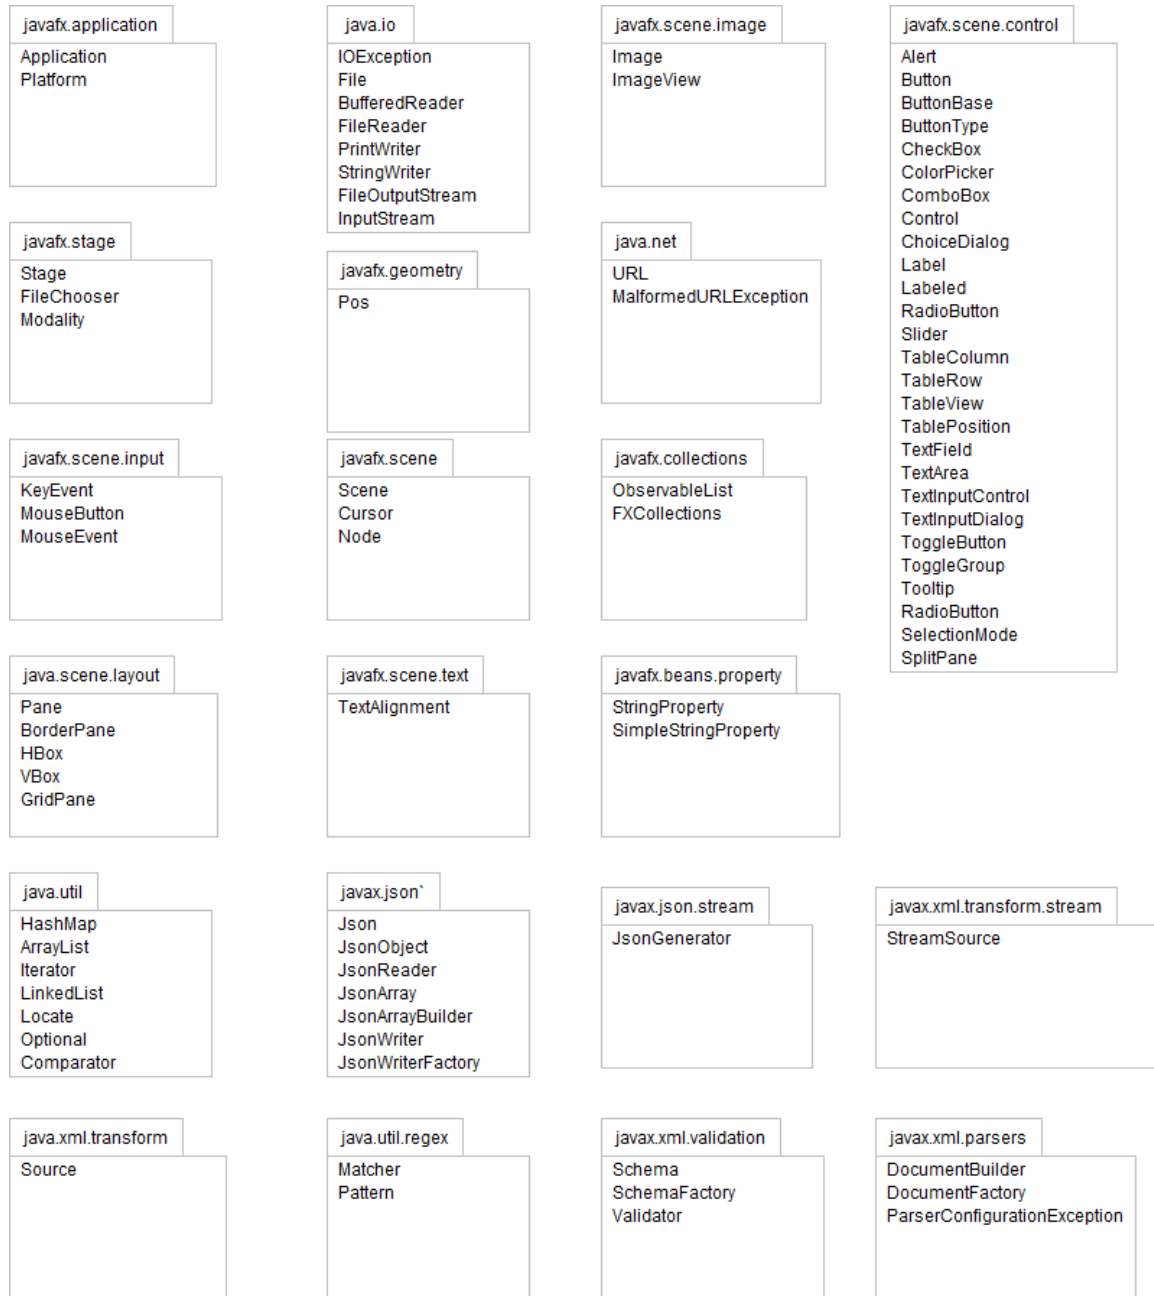 javafx.application
Application
Platform
java.io
IOException
File
BufferedReader
FileReader
PrintWriter
StringWriter
FileOutputStream
InputStream
javafx.scene.image
Image
ImageView
javafx.scene.control
Alert
Button
ButtonBase
ButtonType
CheckBox
ColorPicker
ComboBox
Control
ChoiceDialog
Label
Labeled
RadioButton
Slider
TableColumn
TableRow
TableView
TablePosition
TextField
TextArea
TextInputControl
TextInputDialog
ToggleButton
ToggleGroup
Tooltip
RadioButton
SelectionMode
SplitPane
javafx.stage
Stage
FileChooser
Modality
javafx.geometry
Pos
java.net
URL
MalformedURLException
javafx.scene.input
KeyEvent
MouseButton
MouseEvent
javafx.scene
Scene
Cursor
Node
javafx.collections
ObservableList
FXCollections
java.scene.layout
Pane
BorderPane
HBox
VBox
GridPane
javafx.scene.text
TextAlignment
javafx.beans.property
StringProperty
SimpleStringProperty
java.util
HashMap
ArrayList
Iterator
LinkedList
Locate
Optional
Comparator
javax.json`
Json
JsonObject
JsonReader
JsonArray
JsonArrayBuilder
JsonWriter
JsonWriterFactory
javax.json.stream
JsonGenerator
javax.xml.transform.stream
StreamSource
java.xml.transform
Source
java.util.regex
Matcher
Pattern
javax.xml.validation
Schema
SchemaFactory
Validator
javax.xml.parsers
DocumentBuilder
DocumentFactory
ParserConfigurationException